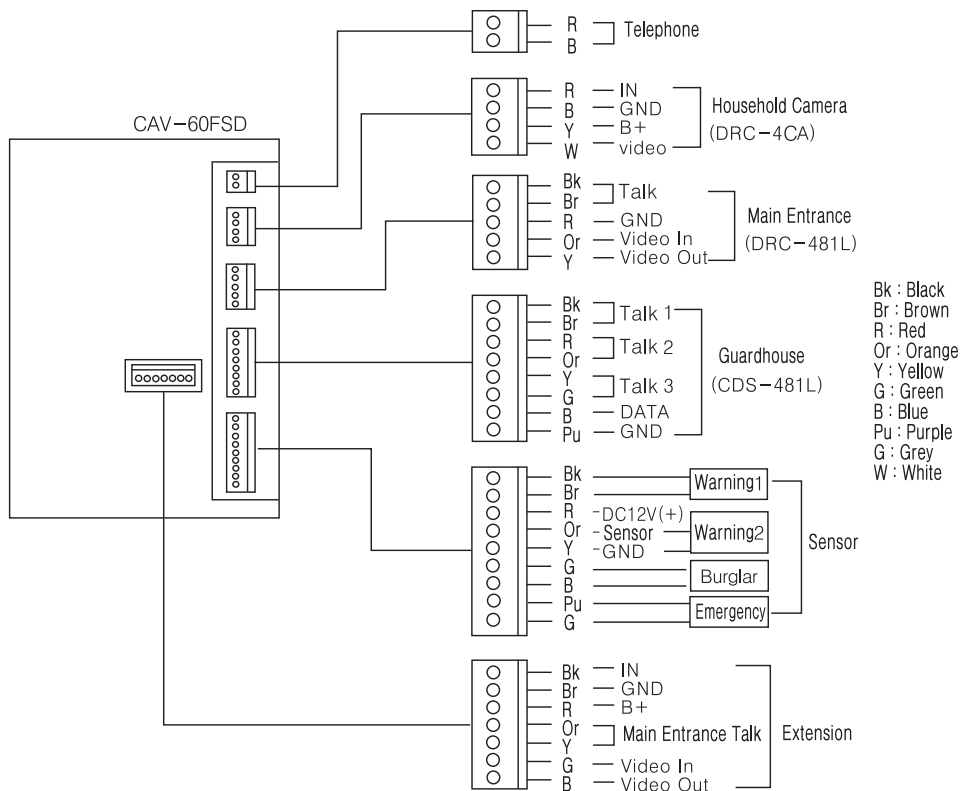 CAV-60FSD
R
B
Telephone
R IN
B GND
Y B+
W video
Household Camera
(DRC-4CA)
Bk
Br
Talk
R GND
Or Video In
Y Video Out
Main Entrance
(DRC-481L)
Bk
Br
Talk 1
R
Or
Talk 2
Y
G
Talk 3
B DATA
Pu GND
Guardhouse
(CDS-481L)
Bk
Br
Warning1
R DC12V(+)
Or Sensor
Y GND
Warning2
G
B
Burglar
Pu
G
Emergency
Sensor
Bk IN
Br GND
R B+
Or
Y
Main Entrance Talk
G Video In
B Video Out
Extension
Bk : Black
Br : Brown
R : Red
Or : Orange
Y : Yellow
G : Green
B : Blue
Pu : Purple
G : Grey
W : White